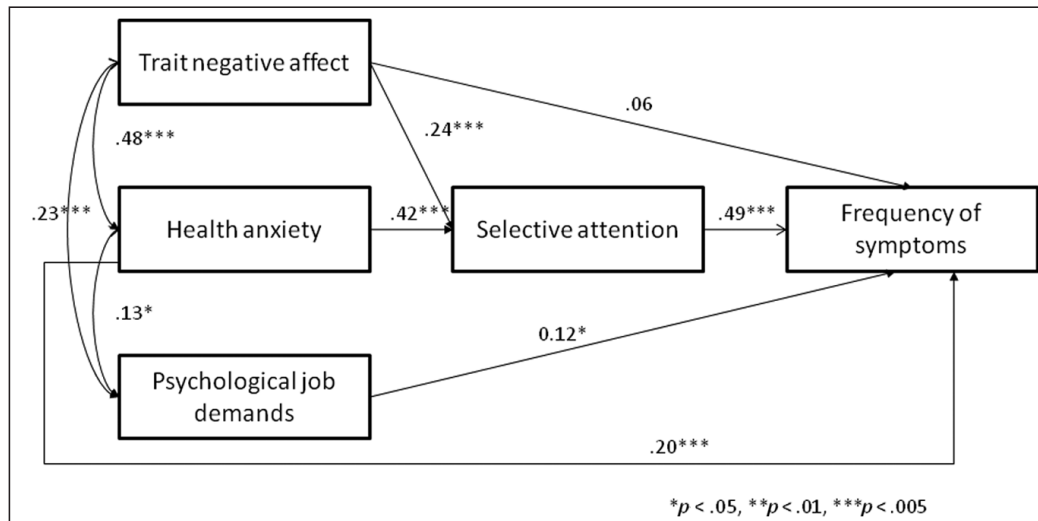 Trait negative affect
.06
.48***
.24***
.23***
Health anxiety
.42***
Selective attention
.49***
Frequency of
symptoms
.13*
0.12*
Psychological job
demands
.20***
*p < .05, **p < .01, ***p < .005